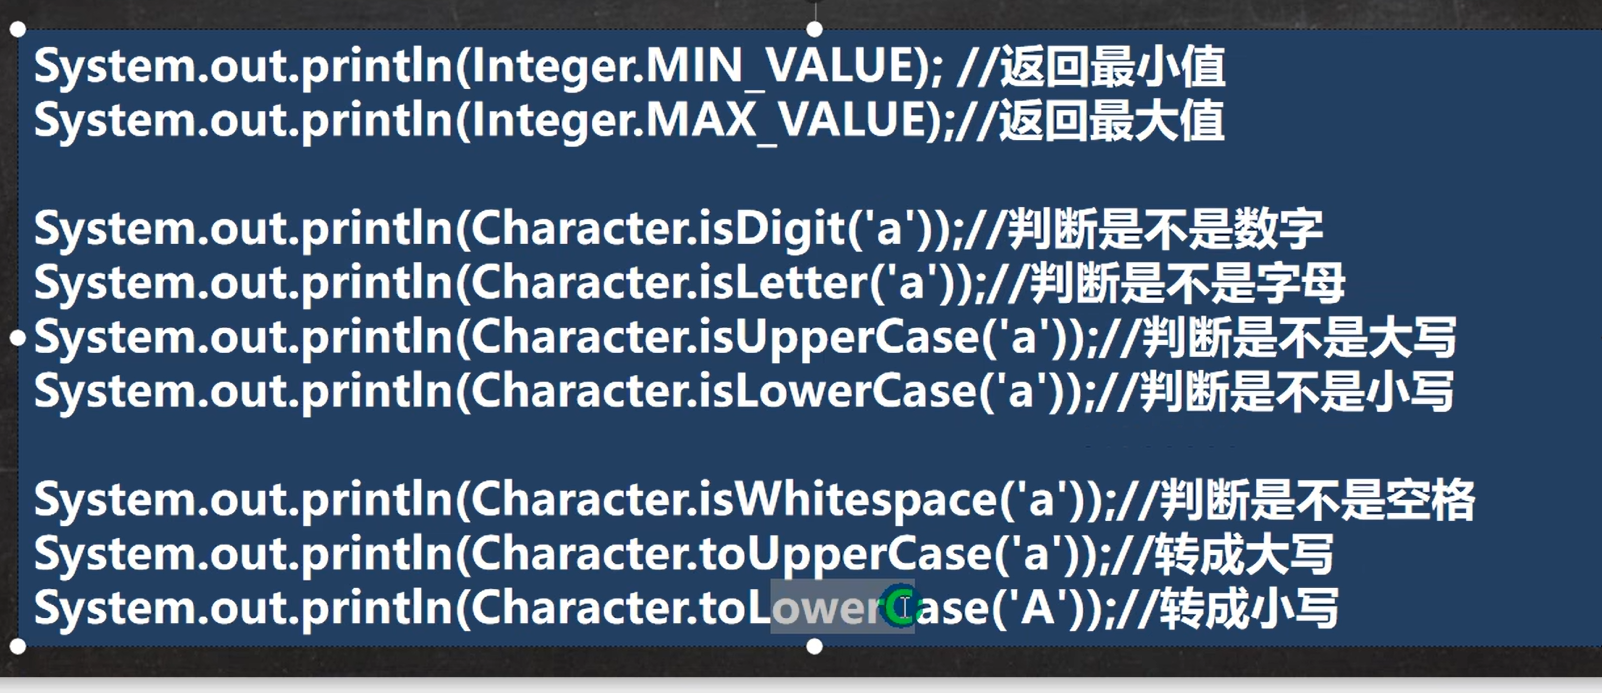 System.out.println(Integer.MIN_VALUE); //返回最小值
System.out.println(Integer.MAX_VALUE);//返回最大值
System.out.println(Character.isDigit('a'));//判断是不是数字
System.out.println(Character.isLetter('a'));//判断是不是字母
System.out.println(Character.isUpperCase('a'));//判断是不是大写
System.out.println(Character.isLowerCase('a'));//判断是不是小写
System.out.println(Character.isWhitespace('a'));//判断是不是空格
System.out.println(Character.toUpperCase('a'));//转成大写
System.out.println(Character.toLowerCase('A'));//转成小写